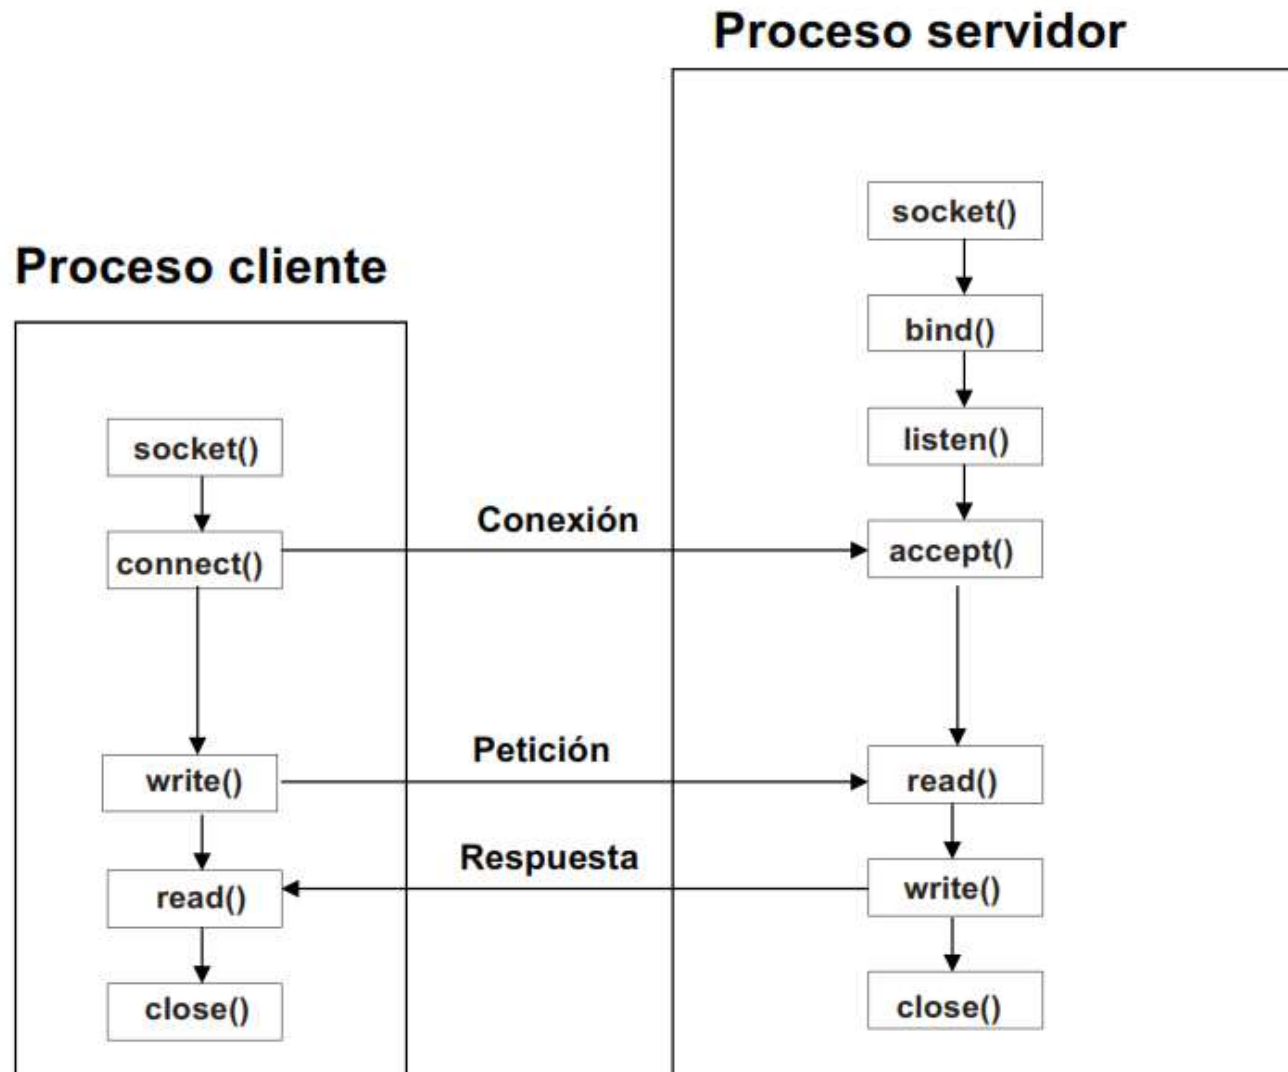 Proceso servidor
socket()
bind()
Proceso cliente
listen()
socket()
Conexión
accept()
connect()
Petición
write()
read()
Respuesta
read()
write()
close()
close()